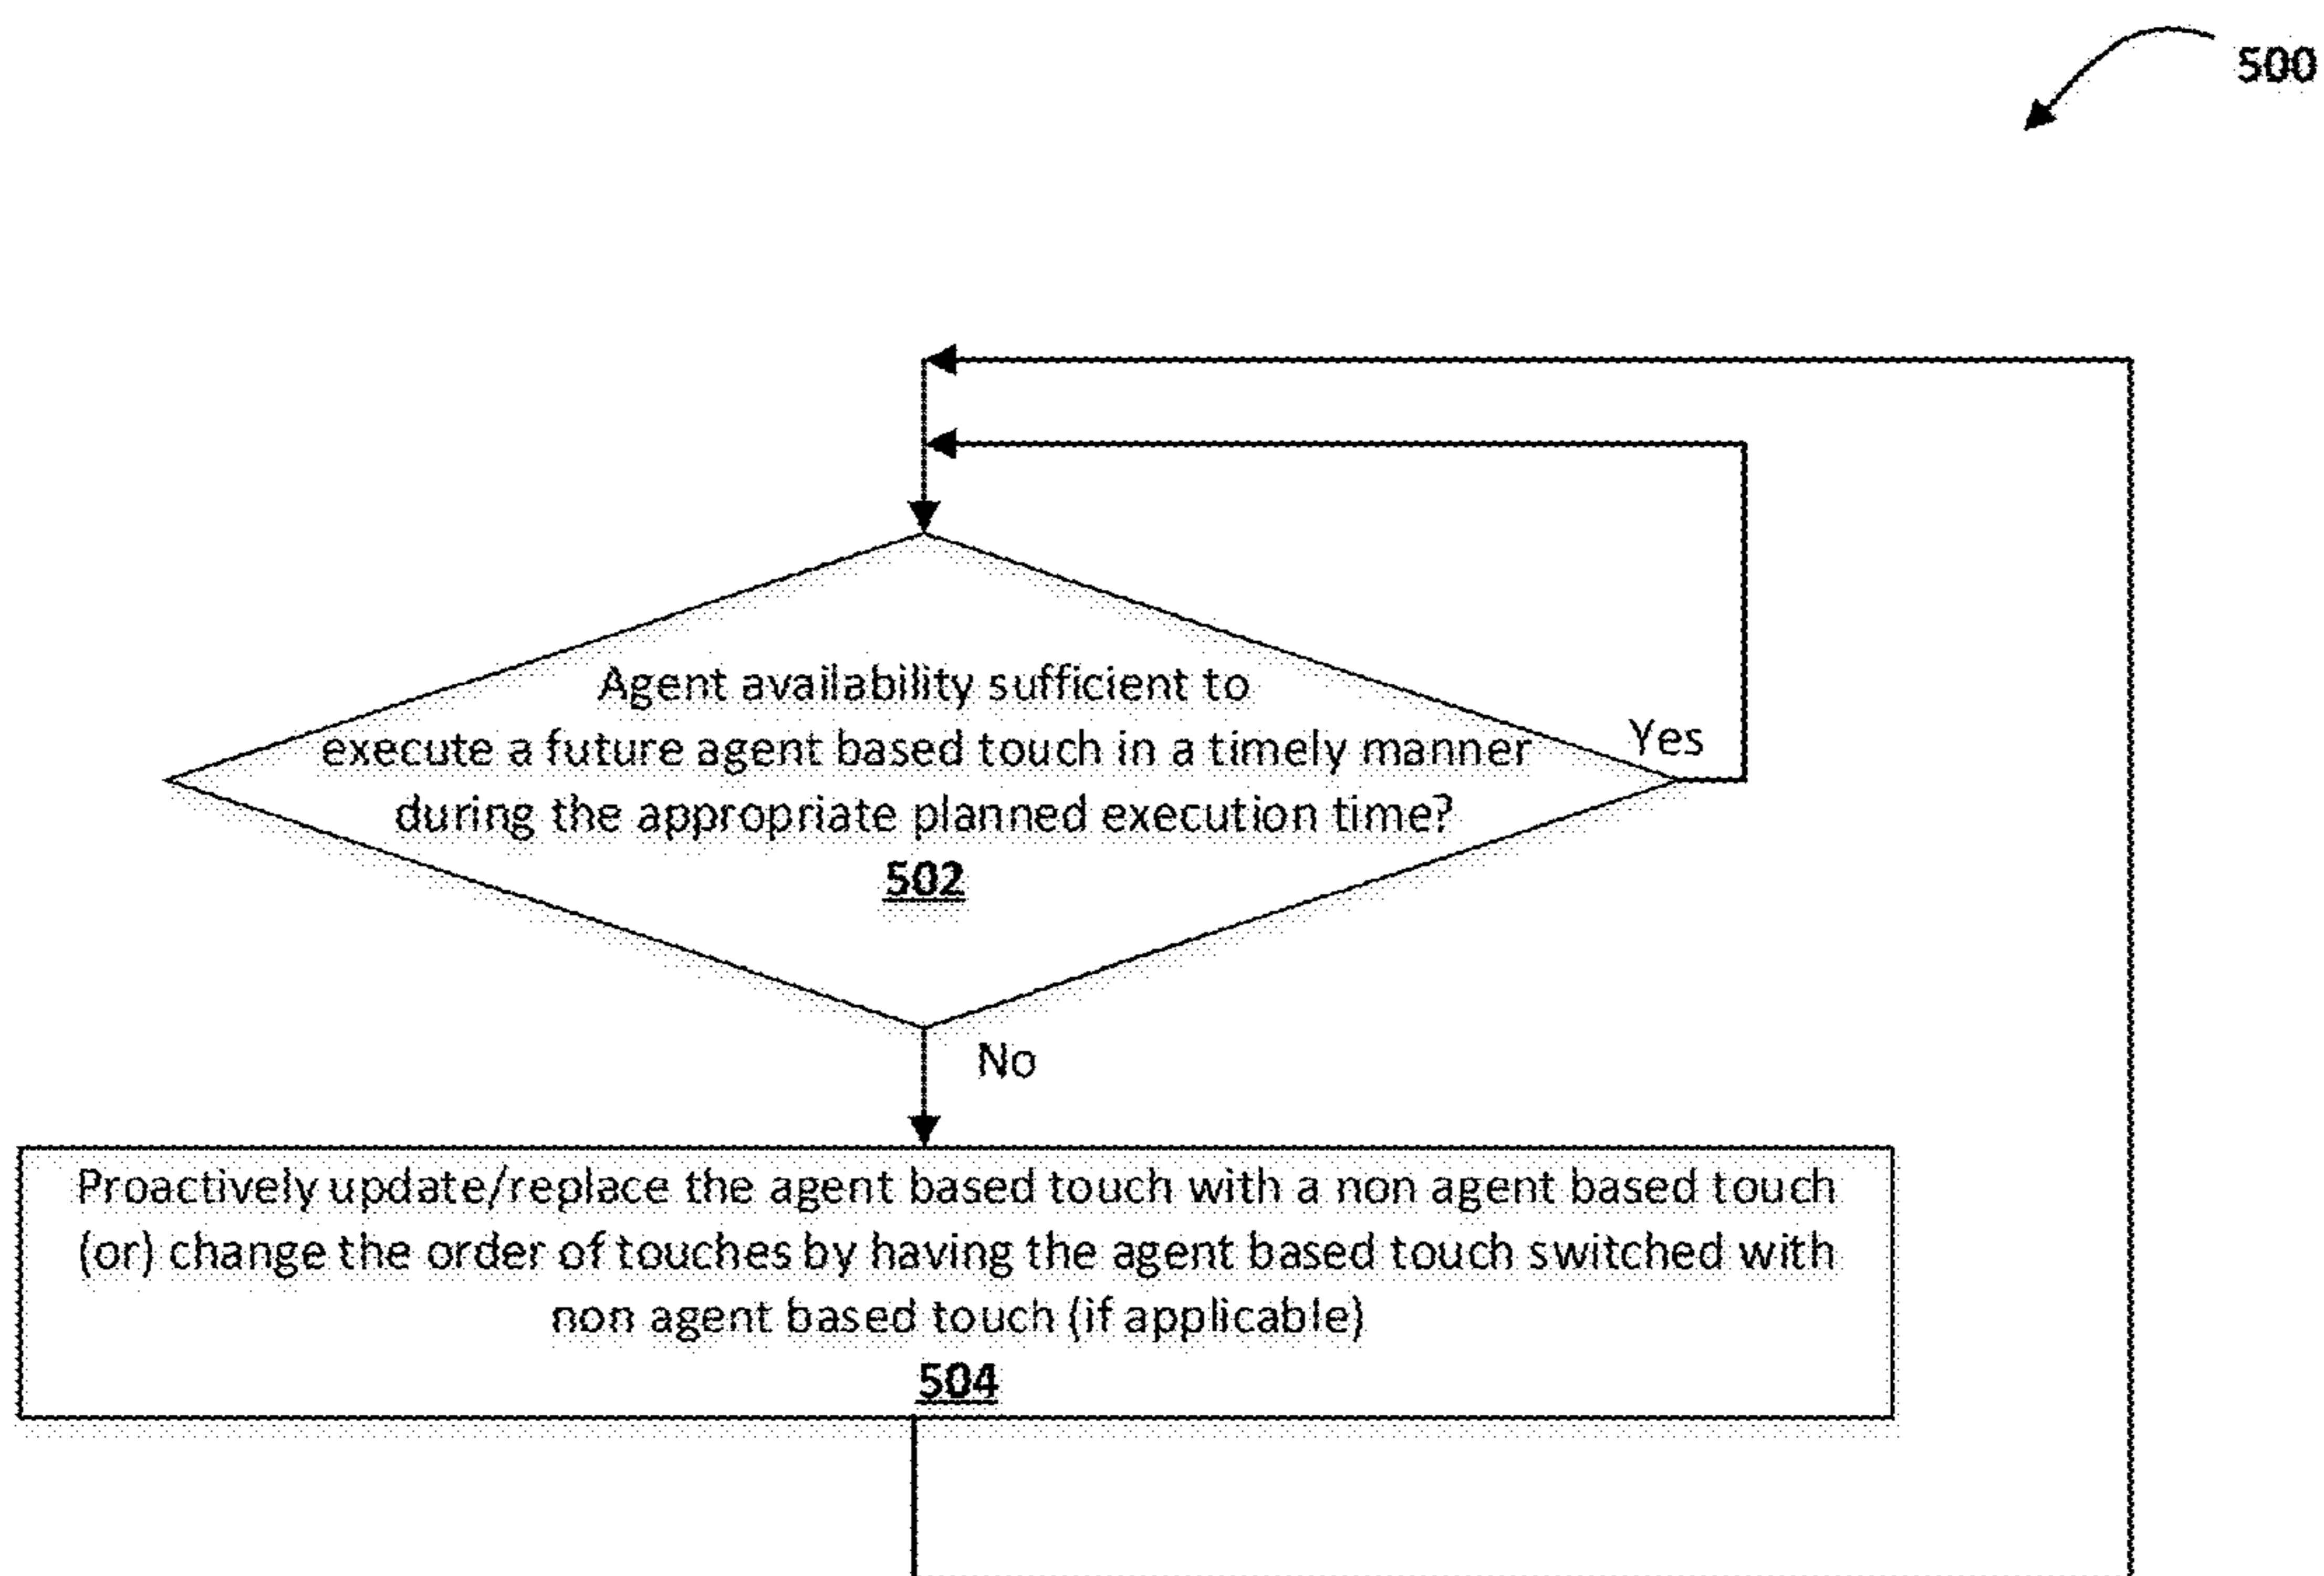 500
Agent availability sufficient to
execute a future agent based touch in a timely manner
during the appropriate planned execution time?
502
Yes
No
Proactively update/replace the agent based touch with a non agent based touch
(or) change the order of touches by having the agent based touch switched with
non agent based touch (if applicable)
504